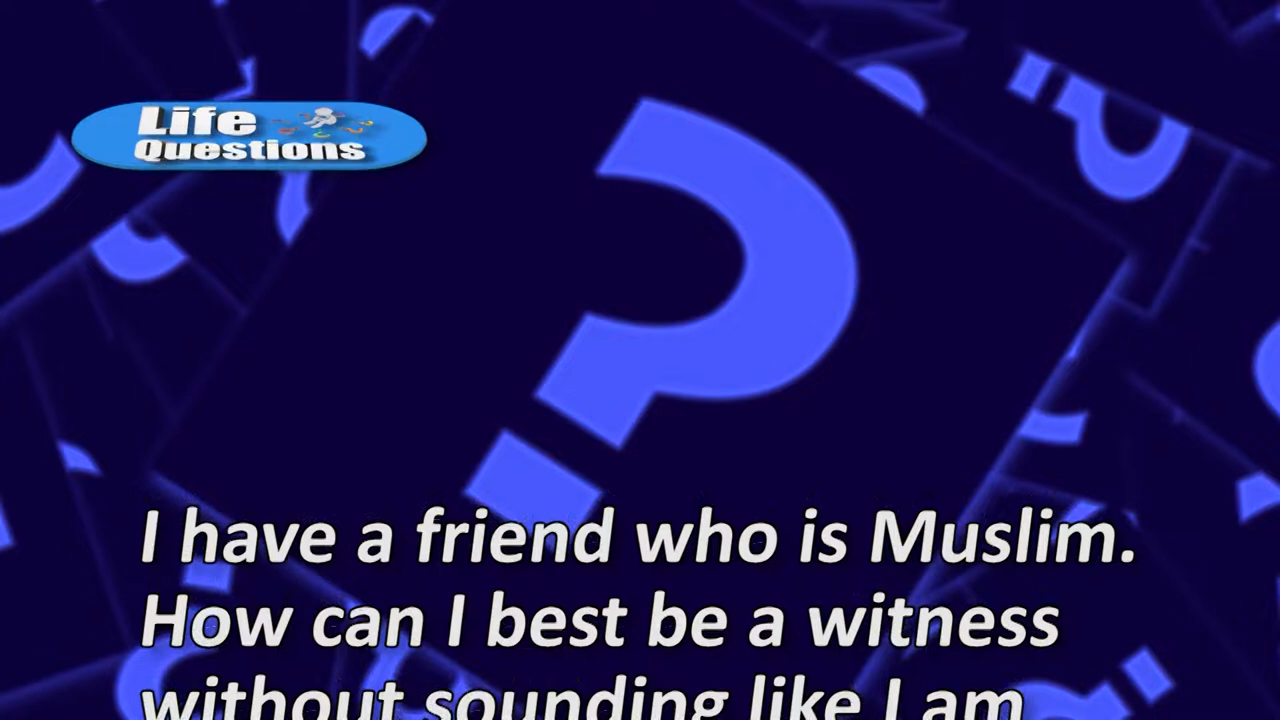 Life
Questions
I have a friend who is Muslim.
How can I best be a witness
without sounding like I am